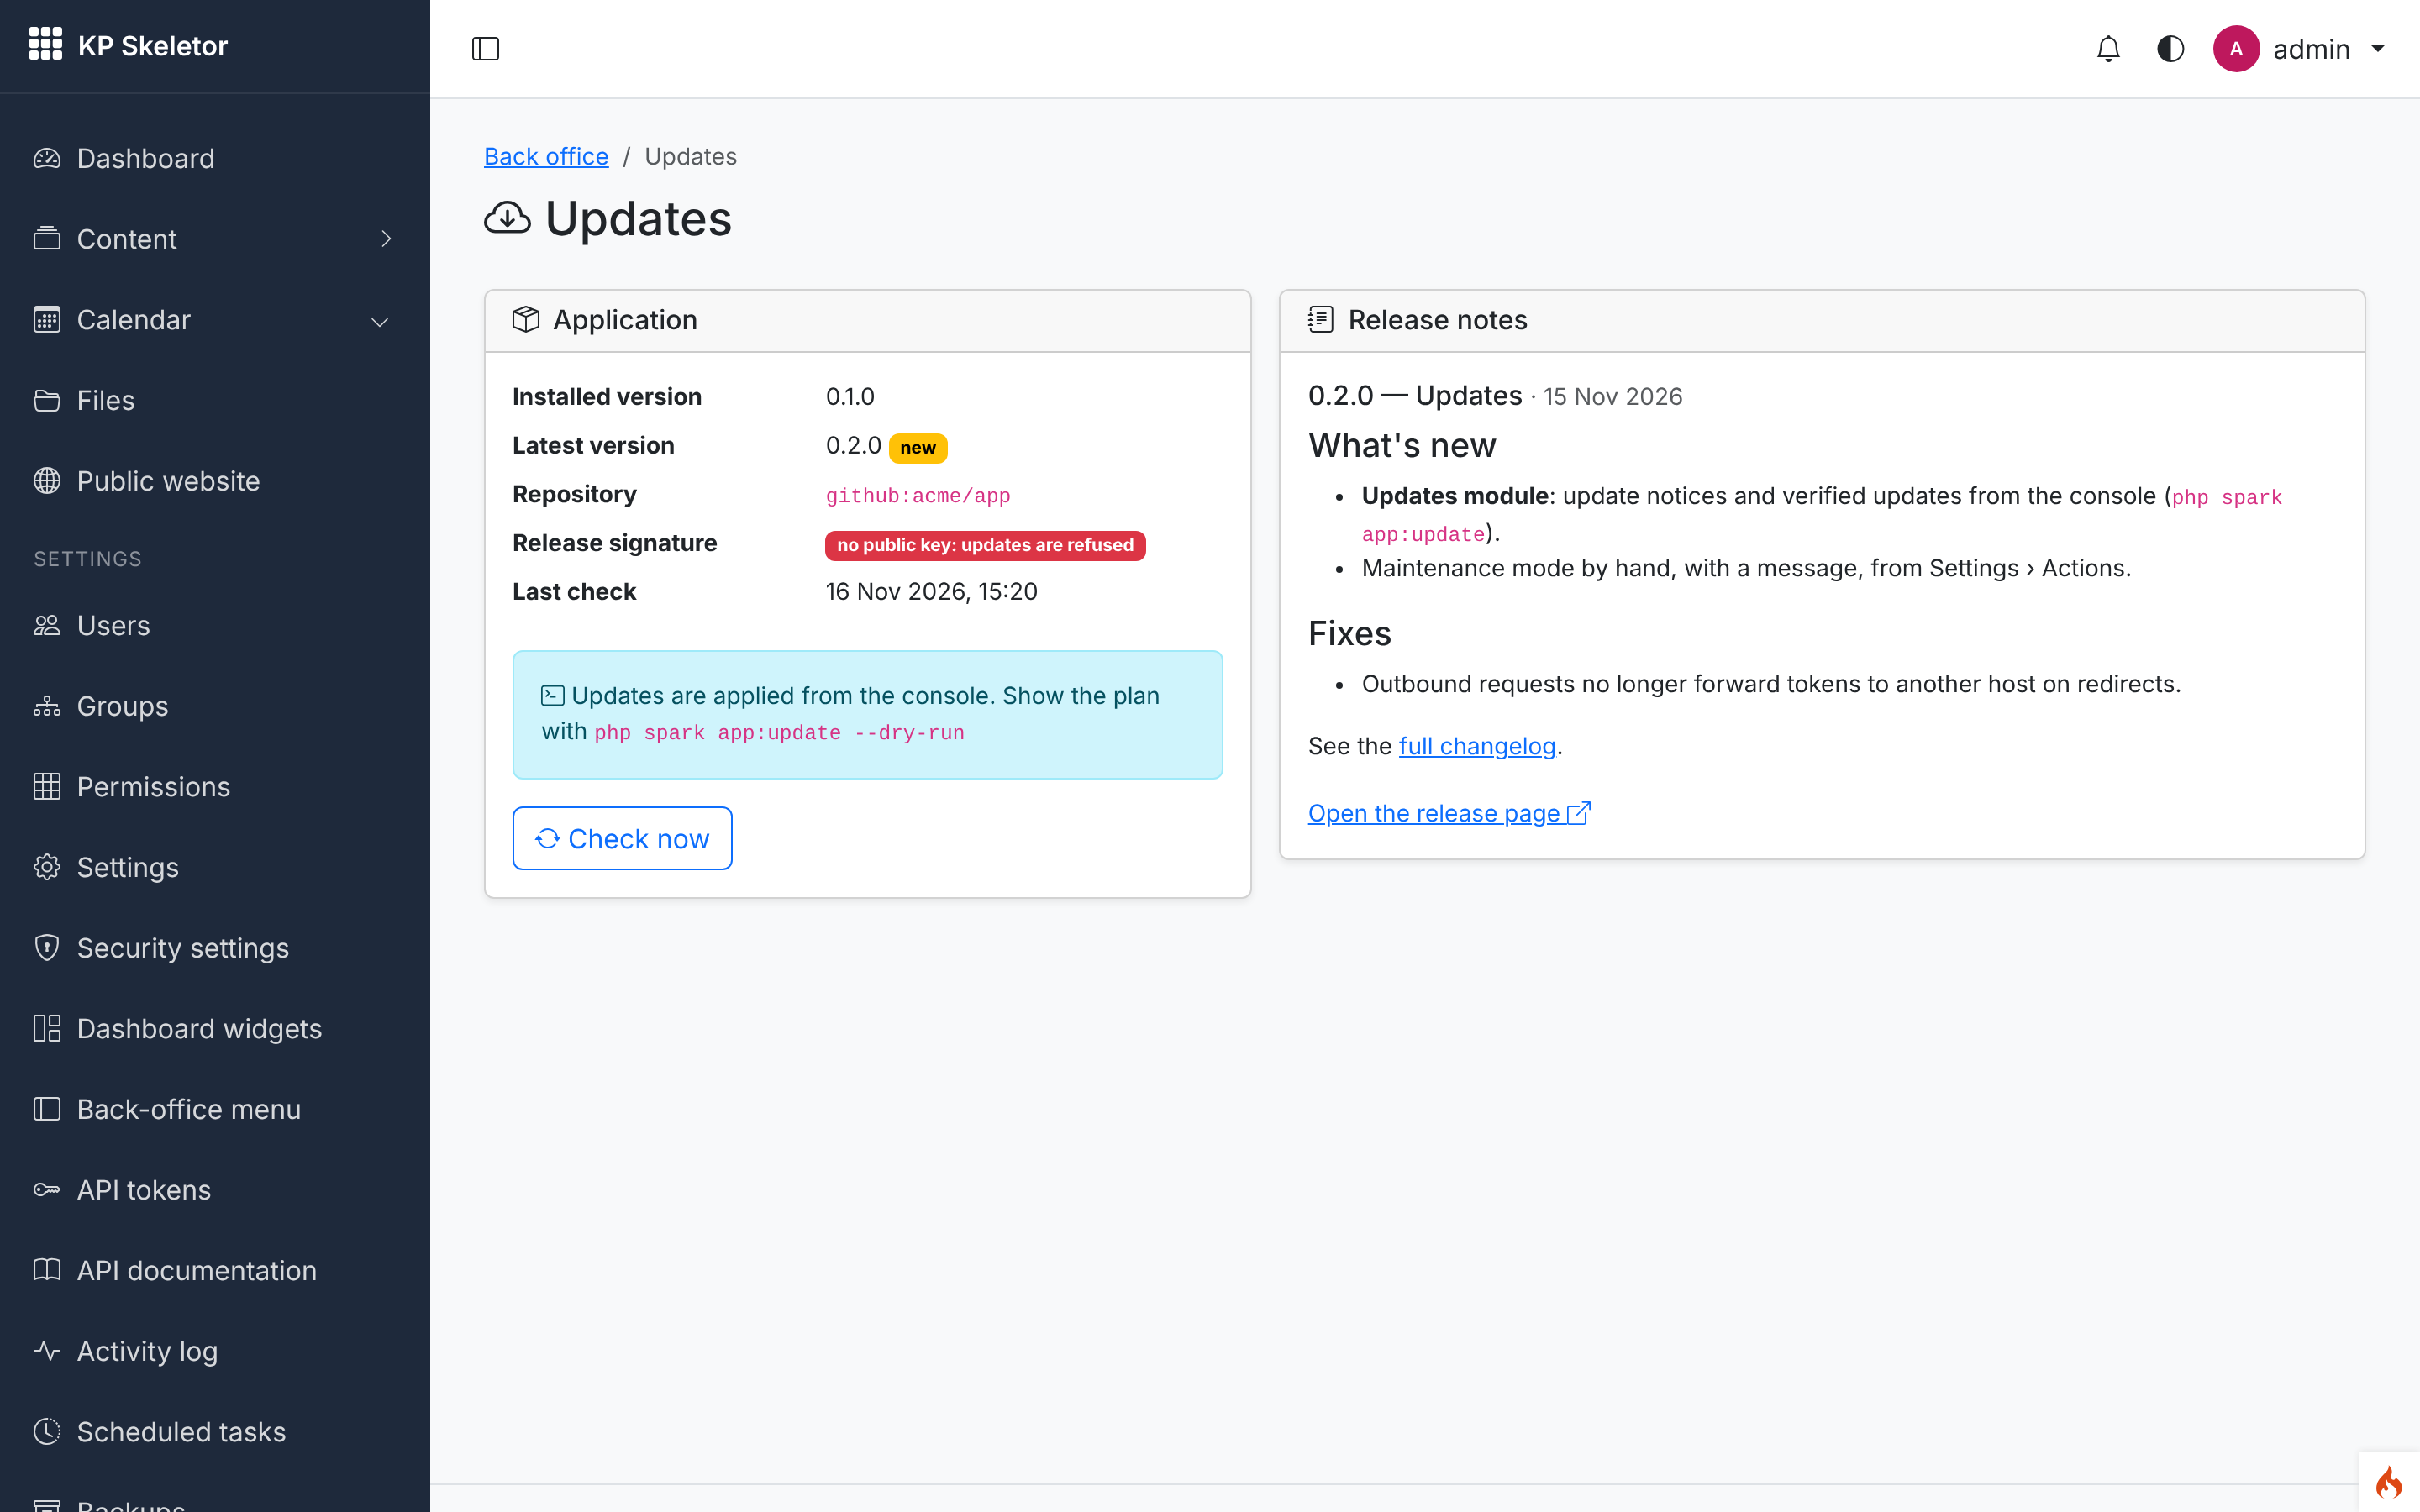 KP Skeletor
A admin
Dashboard
Content
Calendar
Files
Public website
SETTINGS
Users
Groups
Permissions
Settings
Security settings
Dashboard widgets
Back-office menu
API tokens
API documentation
Activity log
Scheduled tasks
Backups
Back office / Updates
Updates
Application
Installed version 0.1.0
Latest version 0.2.0 new
Repository github:acme/app
Release signature no public key: updates are refused
Last check 16 Nov 2026, 15:20
Updates are applied from the console. Show the plan
with php spark app:update --dry-run
Check now
Release notes
0.2.0 — Updates · 15 Nov 2026
What's new
• Updates module: update notices and verified updates from the console (php spark
app:update).
• Maintenance mode by hand, with a message, from Settings › Actions.
Fixes
• Outbound requests no longer forward tokens to another host on redirects.
See the full changelog.
Open the release page